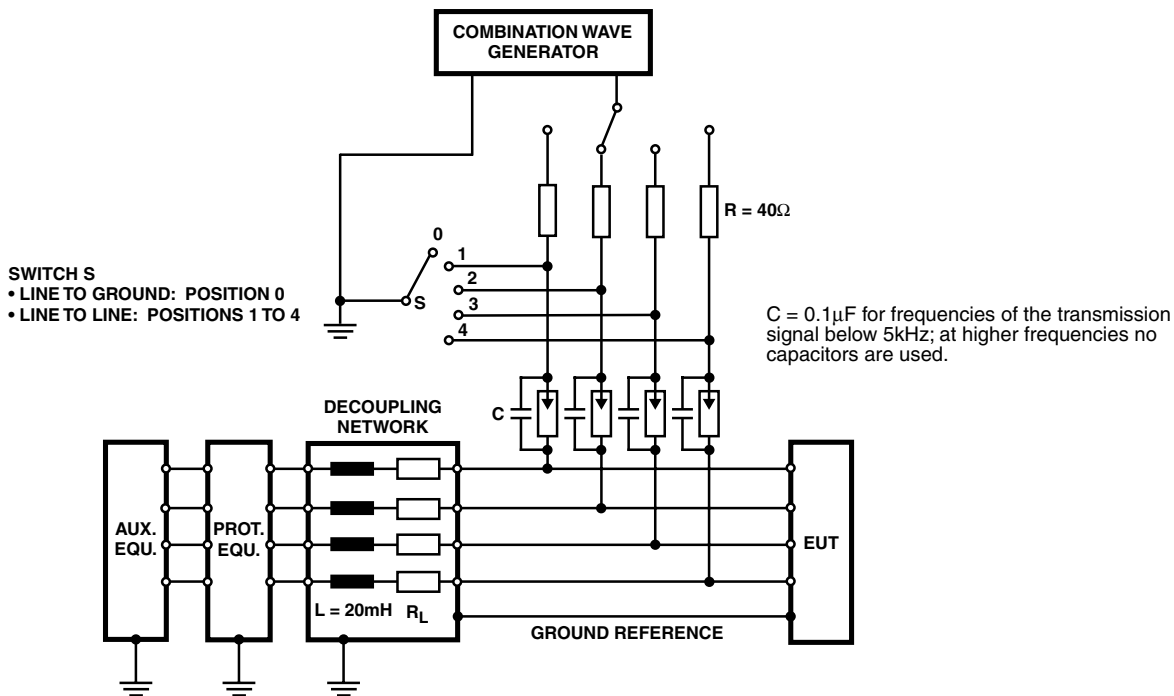 COMBINATION WAVE
GENERATOR
R = 40Ω
0
1
2
3
4
S
SWITCH S
• LINE TO GROUND: POSITION 0
• LINE TO LINE: POSITIONS 1 TO 4
C = 0.1μF for frequencies of the transmission
signal below 5kHz; at higher frequencies no
capacitors are used.
C
DECOUPLING
NETWORK
AUX.
EQU.
PROT.
EQU.
L = 20mH RL
GROUND REFERENCE
EUT